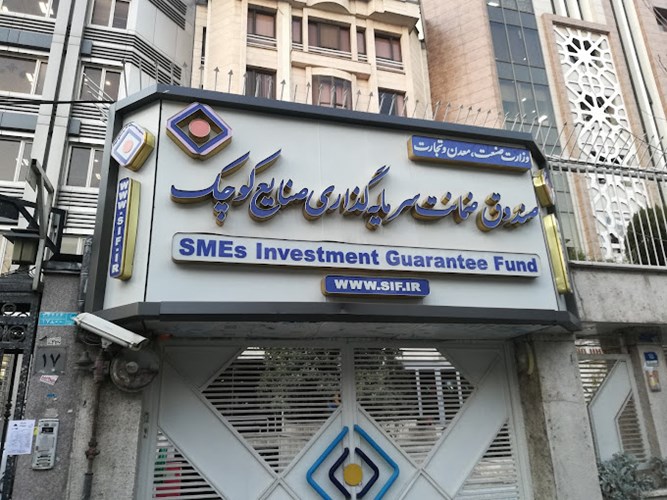 وزارت صنعت، معدن و تجارت
صندوق ضمانت سرمایه‌گذاری صنایع کوچک
SMEs Investment Guarantee Fund
WWW.SIF.IR
WWW.SIF.IR
۱۷